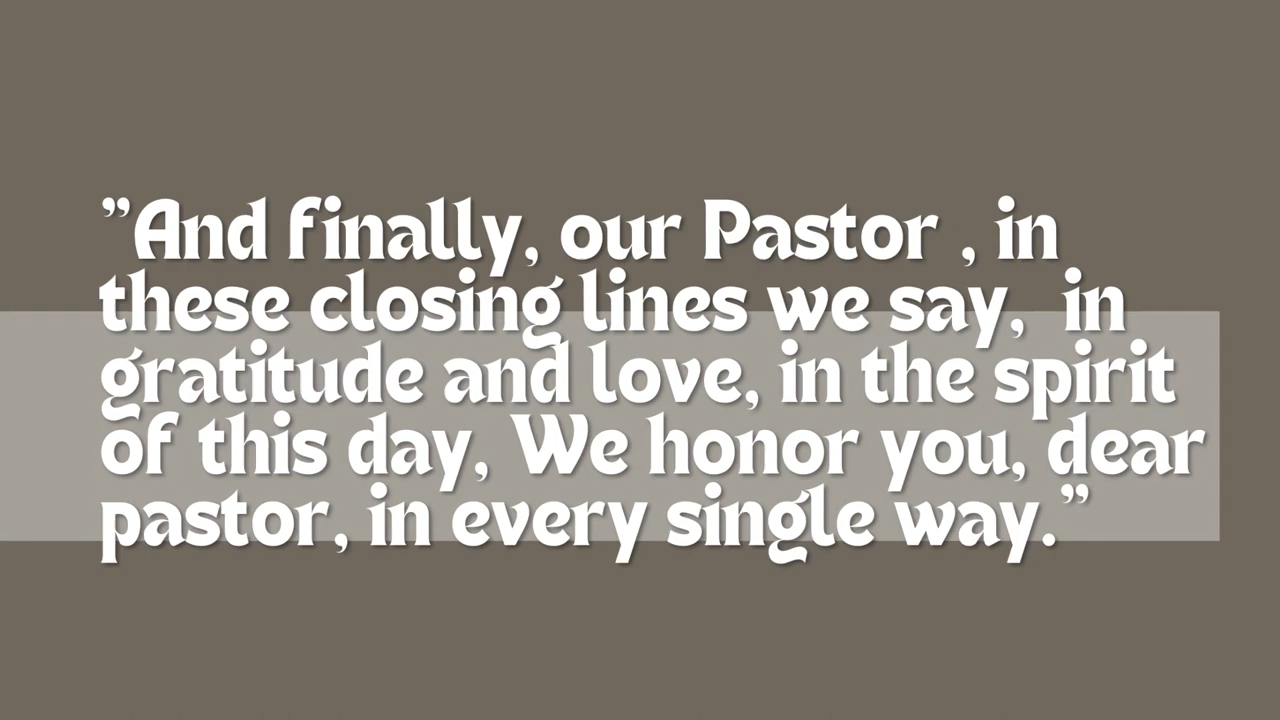 ”And finally, our Pastor , in
these closing lines we say,  in
gratitude and love, in the spirit
of this day, We honor you, dear
pastor, in every single way.”